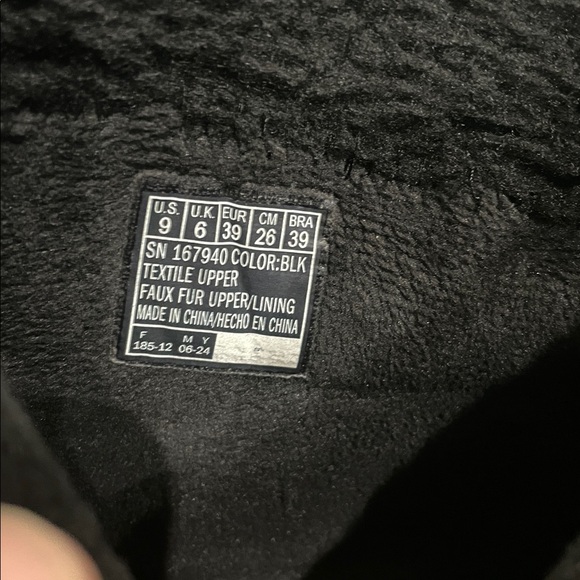 U.S. U.K. EUR CM BRA
9 6 39 26 39
SN 167940 COLOR:BLK
TEXTILE UPPER
FAUX FUR UPPER/LINING
MADE IN CHINA/HECHO EN CHINA
F M Y
185-12 06-24